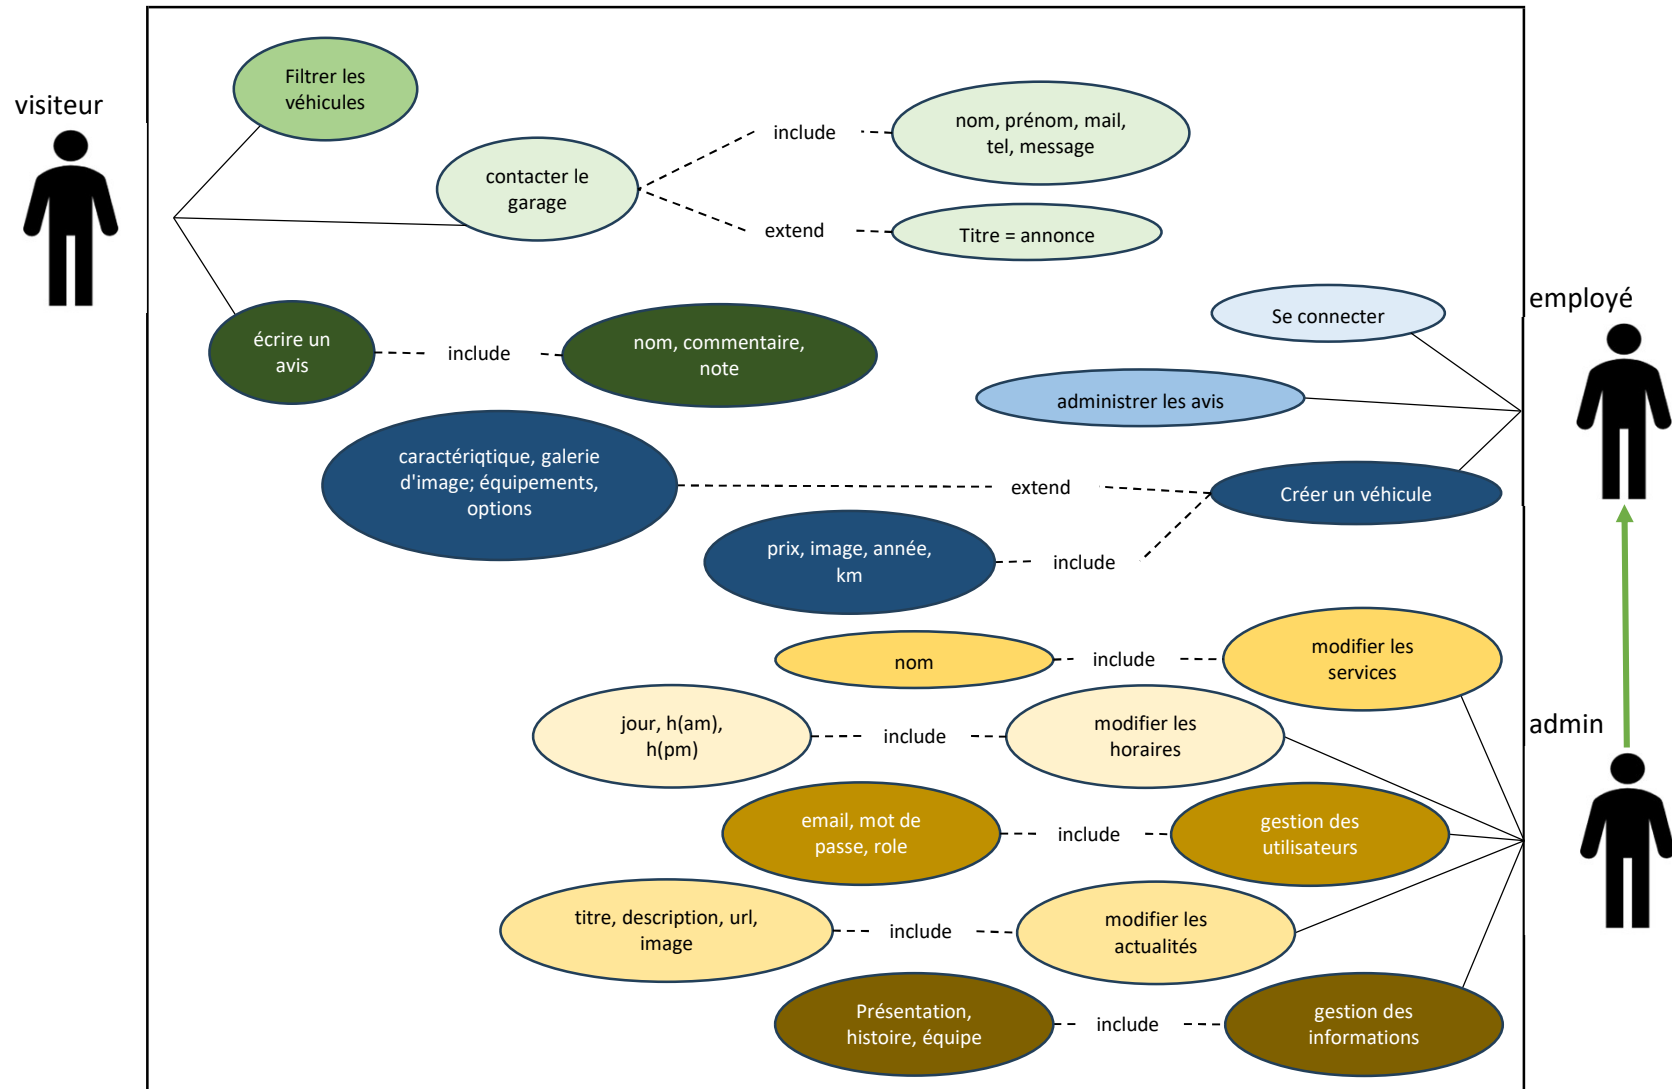 visiteur
Filtrer les
véhicules
contacter le
garage
include
nom, prénom, mail,
tel, message
extend
Titre = annonce
écrire un
avis
include
nom, commentaire,
note
employé
Se connecter
administrer les avis
caractériqtique, galerie
d'image; équipements,
options
extend
Créer un véhicule
prix, image, année,
km
include
nom
include
modifier les
services
admin
jour, h(am),
h(pm)
include
modifier les
horaires
email, mot de
passe, role
include
gestion des
utilisateurs
titre, description, url,
image
include
modifier les
actualités
Présentation,
histoire, équipe
include
gestion des
informations